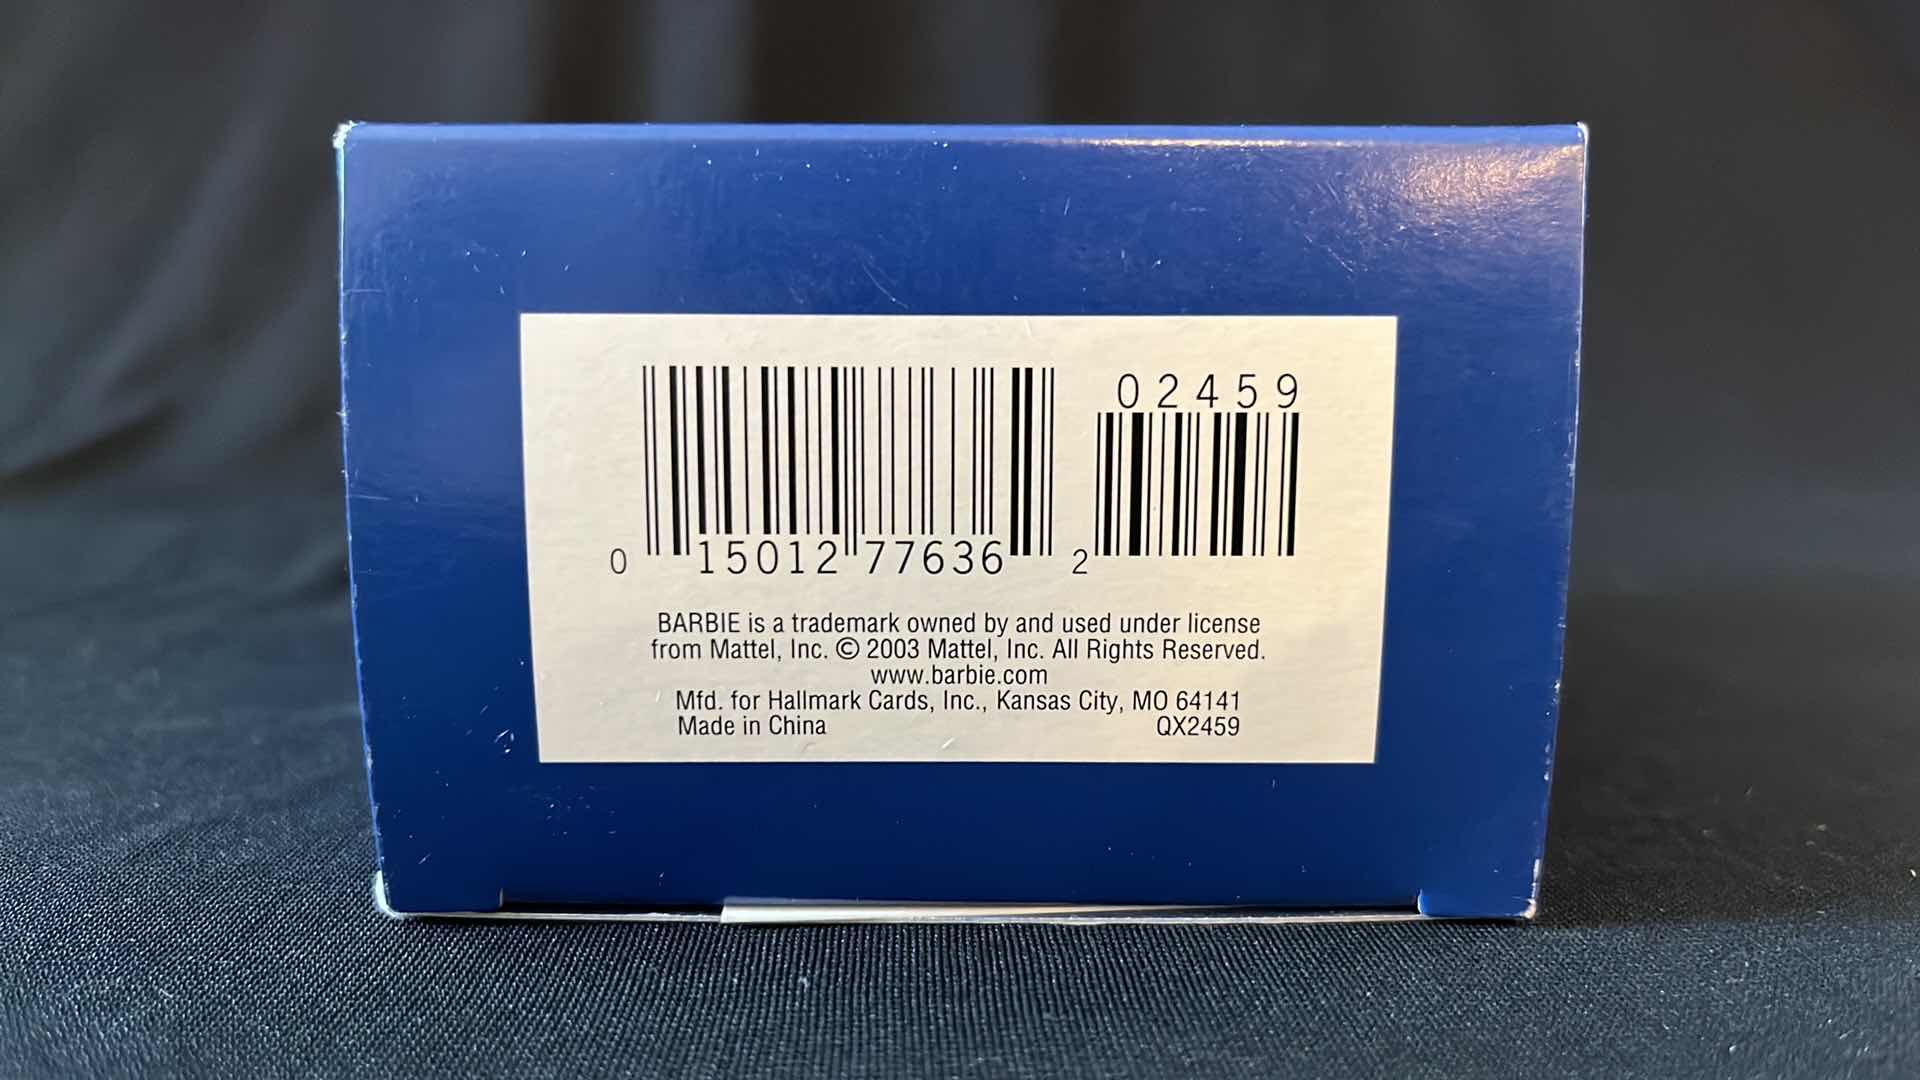 02459
0 15012 77636 2
BARBIE is a trademark owned by and used under license
from Mattel, Inc. © 2003 Mattel, Inc. All Rights Reserved.
www.barbie.com
Mfd. for Hallmark Cards, Inc., Kansas City, MO 64141
Made in China QX2459